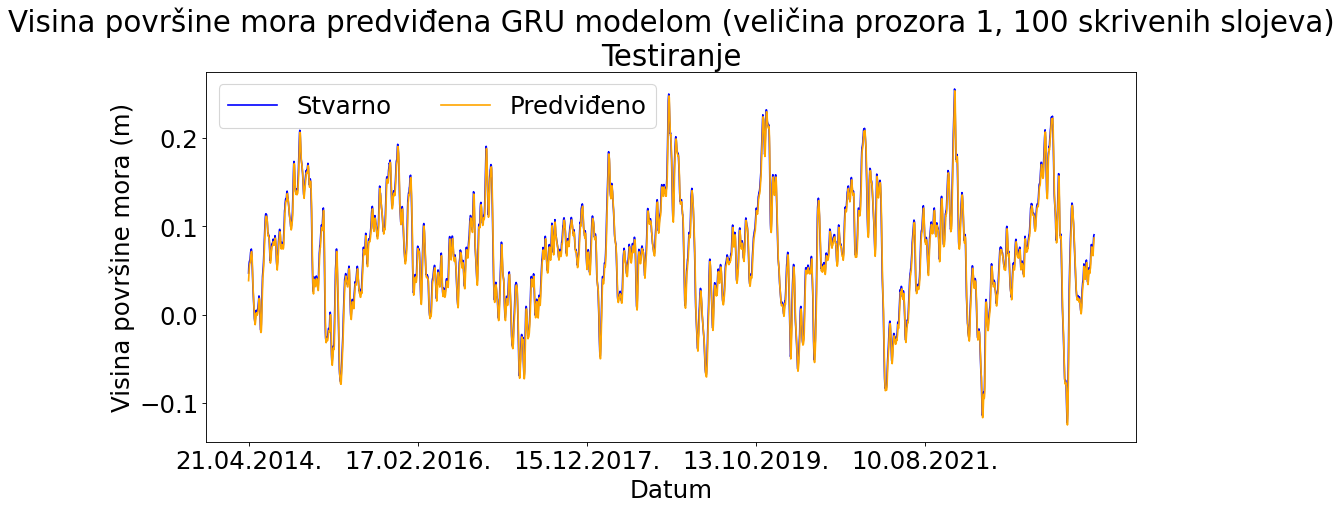 Visina površine mora predviđena GRU modelom (veličina prozora 1, 100 skrivenih slojeva)
Testiranje
Stvarno
Predviđeno
Visina površine mora (m)
0.2
0.1
0.0
−0.1
21.04.2014.
17.02.2016.
15.12.2017.
13.10.2019.
10.08.2021.
Datum